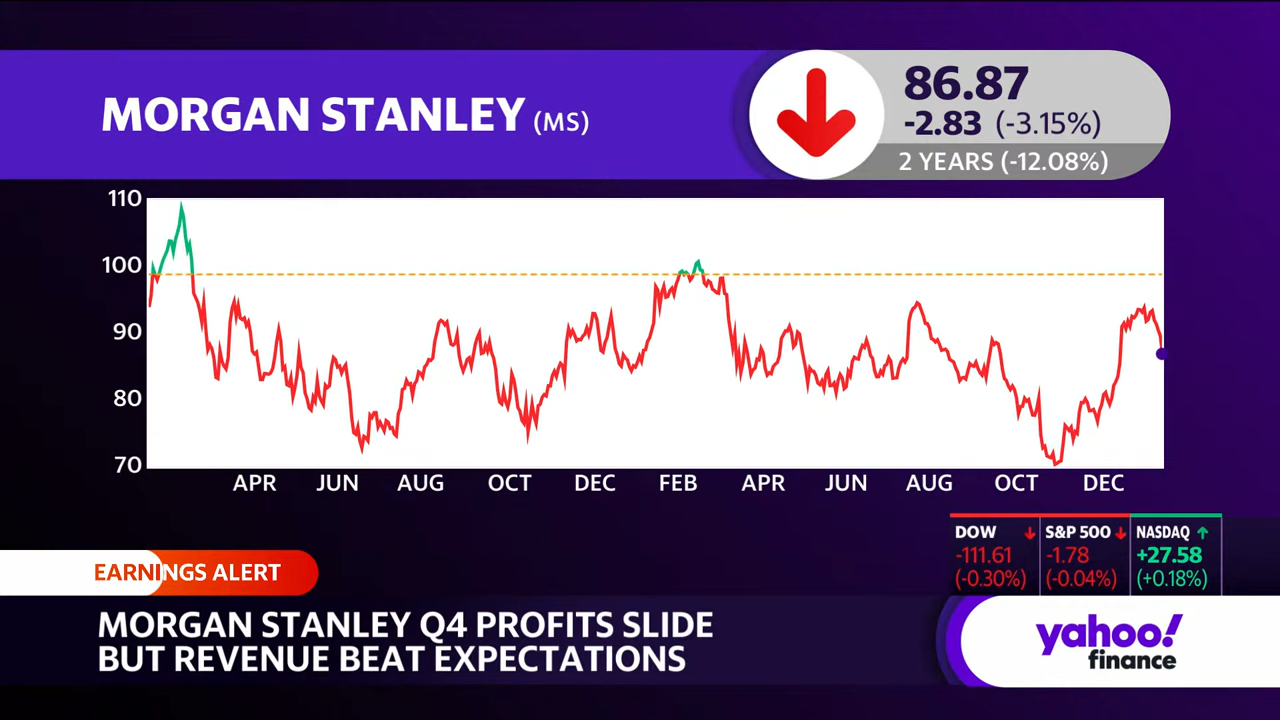 MORGAN STANLEY (MS)
86.87
-2.83 (-3.15%)
2 YEARS (-12.08%)
110
100
90
80
70
APR JUN AUG OCT DEC FEB APR JUN AUG OCT DEC
DOW
-111.61
(-0.30%)
S&P 500
-1.78
(-0.04%)
NASDAQ
+27.58
(+0.18%)
EARNINGS ALERT
MORGAN STANLEY Q4 PROFITS SLIDE
BUT REVENUE BEAT EXPECTATIONS
yahoo!
finance